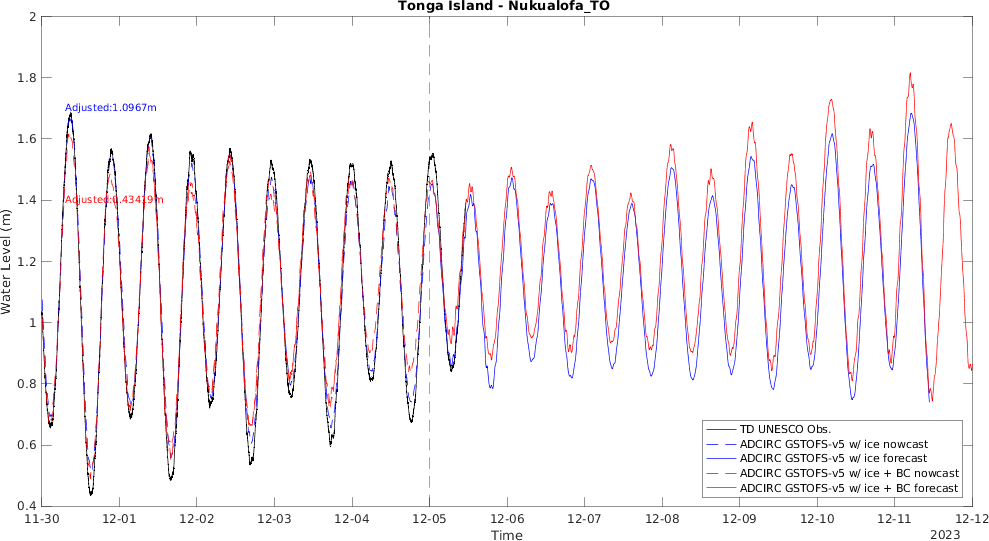 Tonga Island - Nukualofa_TO
Water Level (m)
2
1.8
1.6
1.4
1.2
1
0.8
0.6
0.4
Adjusted:1.0967m
Adjusted:0.43419m
TD UNESCO Obs.
ADCIRC GSTOFS-v5 w/ ice nowcast
ADCIRC GSTOFS-v5 w/ ice forecast
ADCIRC GSTOFS-v5 w/ ice + BC nowcast
ADCIRC GSTOFS-v5 w/ ice + BC forecast
11-30 12-01 12-02 12-03 12-04 12-05 12-06 12-07 12-08 12-09 12-10 12-11 12-12
Time
2023